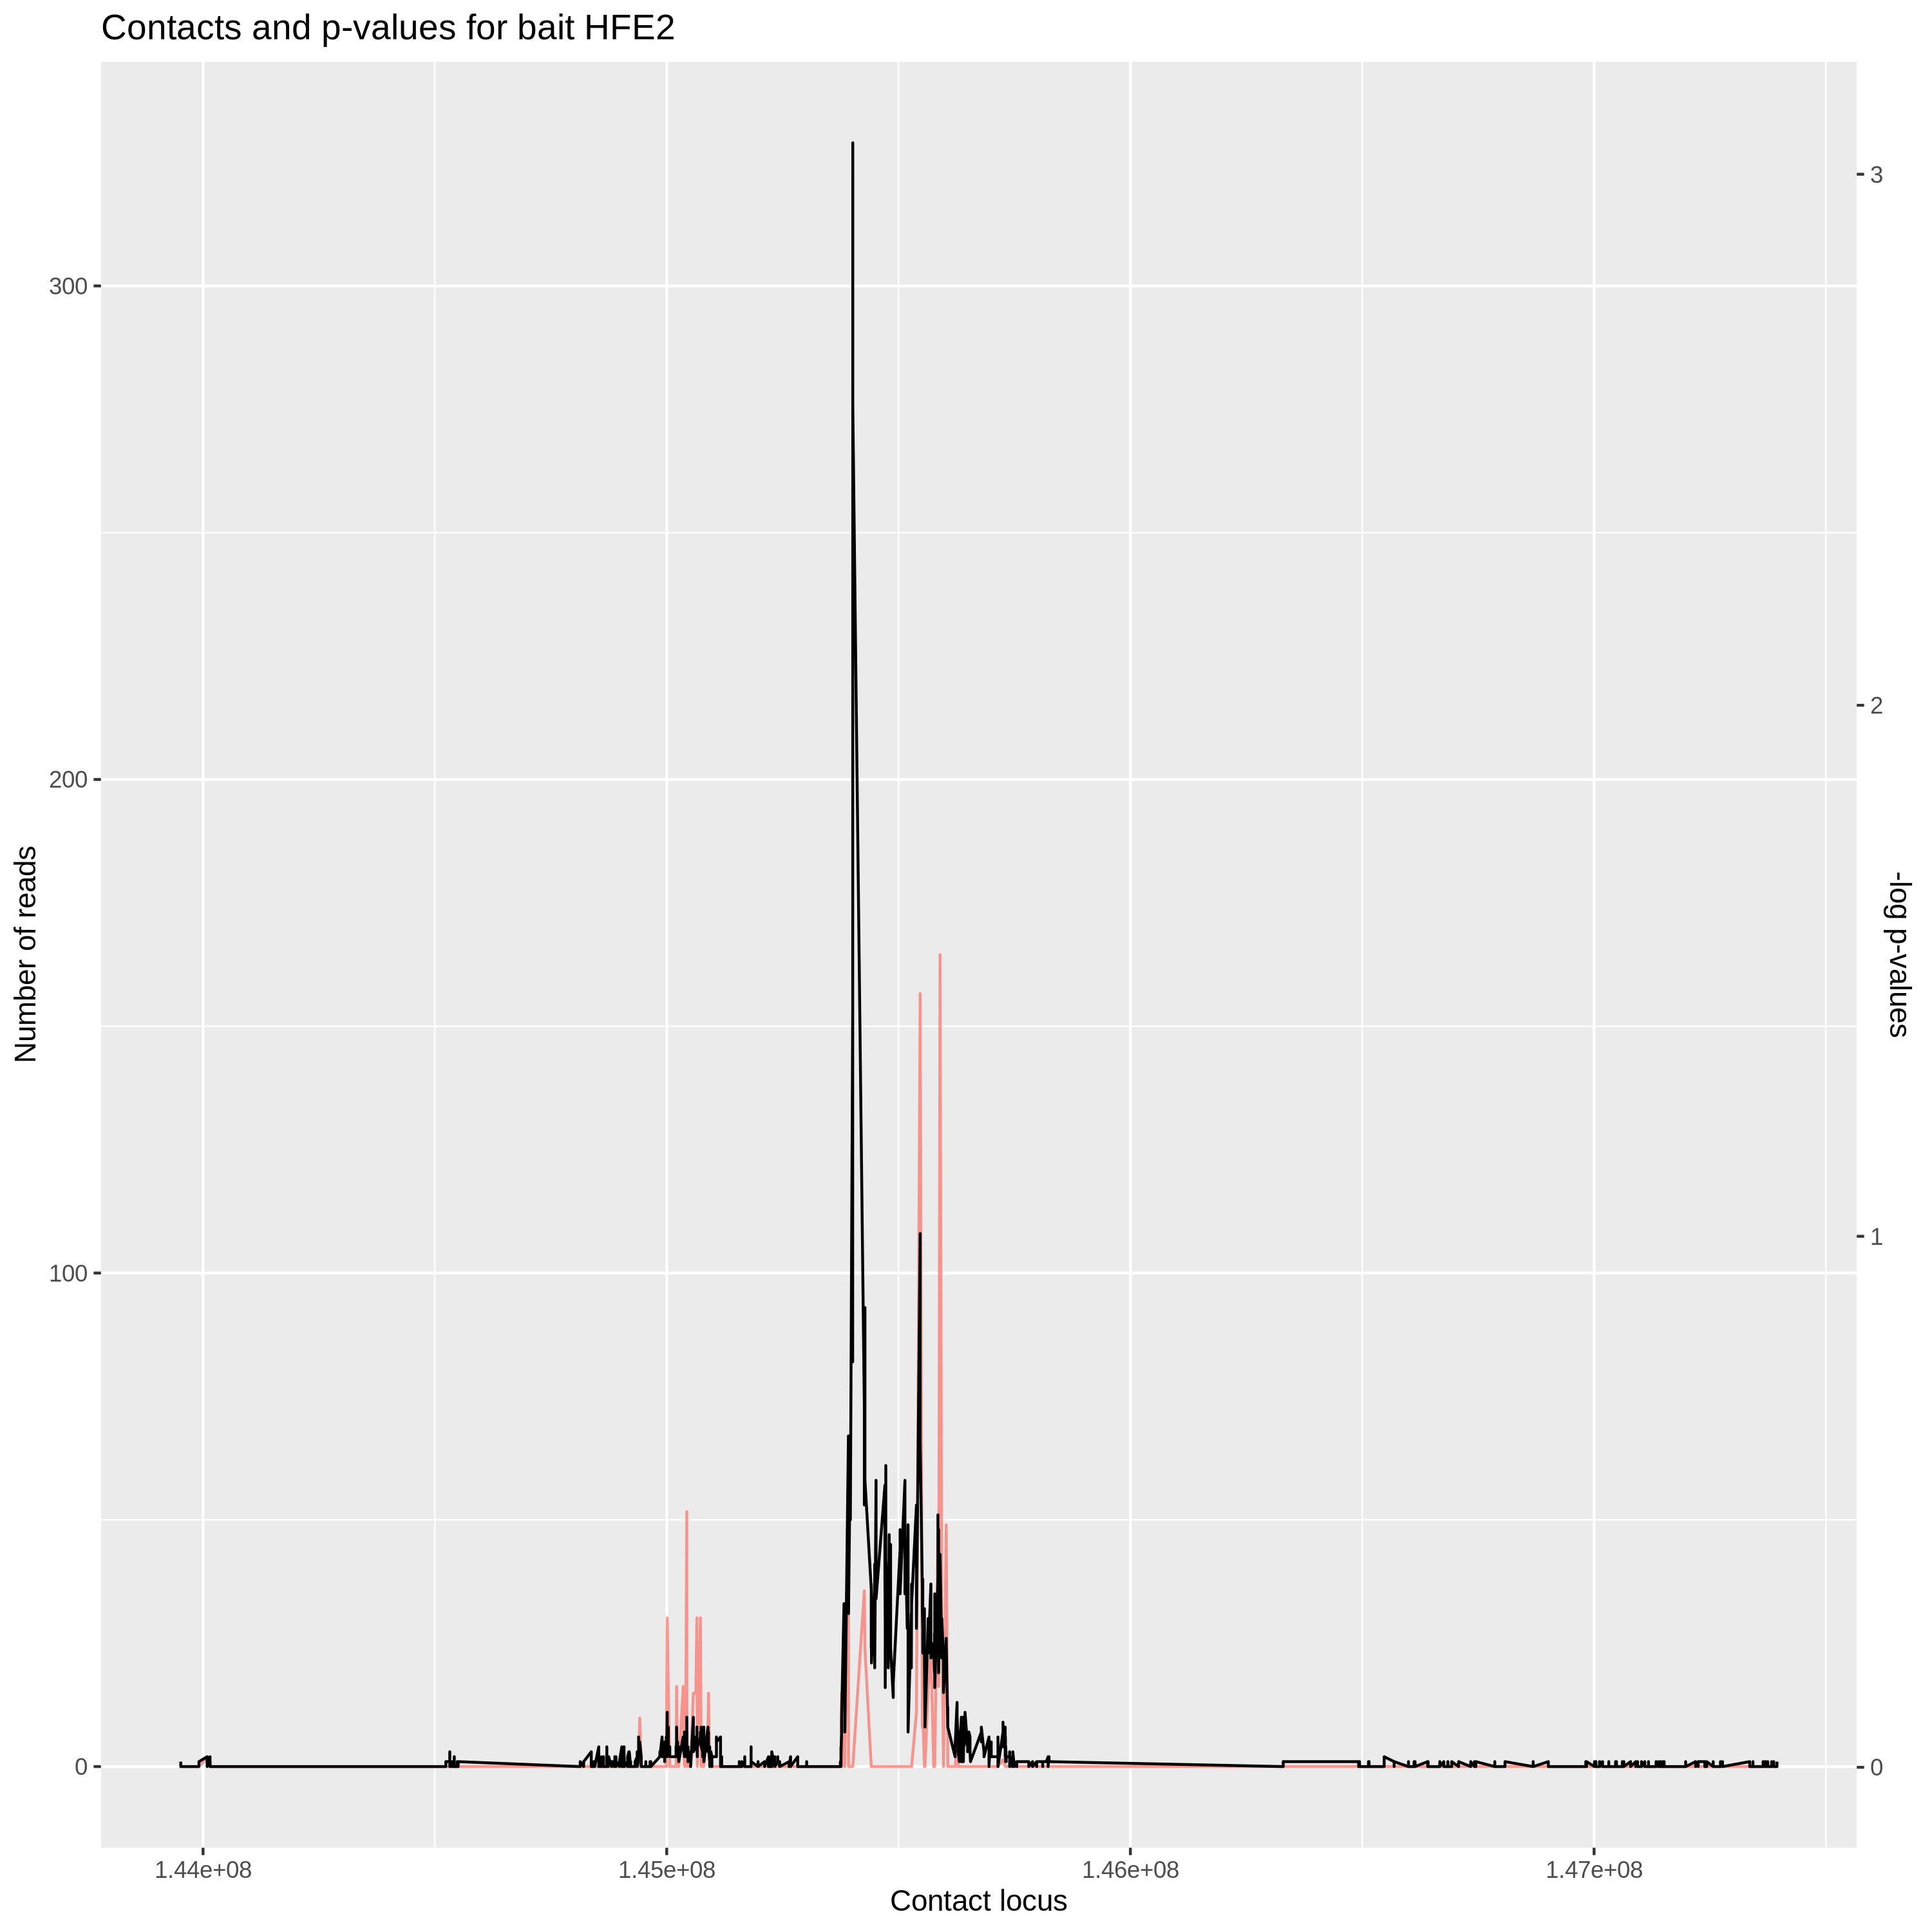 Contacts and p-values for bait HFE2
Number of reads
300
200
100
0
3
2
1
0
-log p-values
1.44e+08
1.45e+08
1.46e+08
1.47e+08
Contact locus